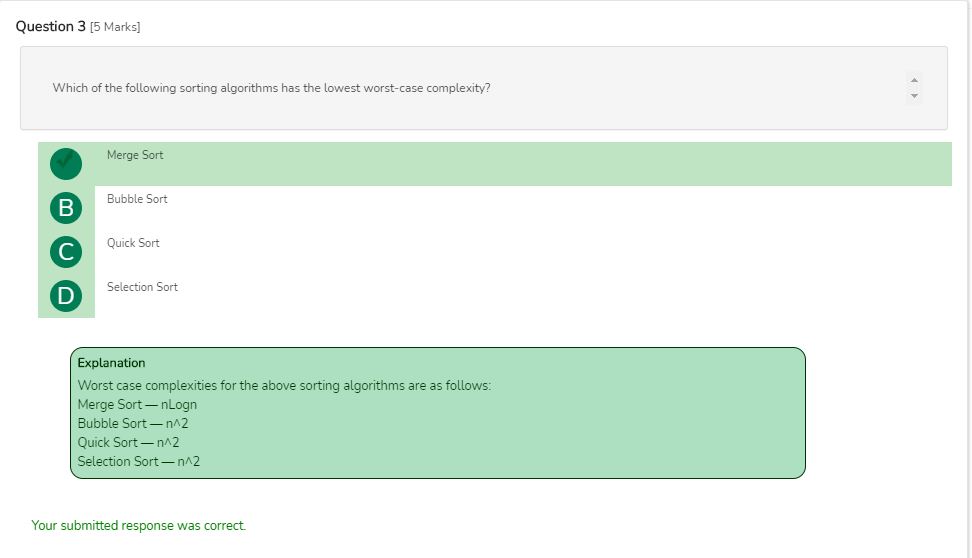 Question 3 [5 Marks]
Which of the following sorting algorithms has the lowest worst-case complexity?
Merge Sort
B Bubble Sort
C Quick Sort
D Selection Sort
Explanation
Worst case complexities for the above sorting algorithms are as follows:
Merge Sort — nLogn
Bubble Sort — n^2
Quick Sort — n^2
Selection Sort — n^2
Your submitted response was correct.